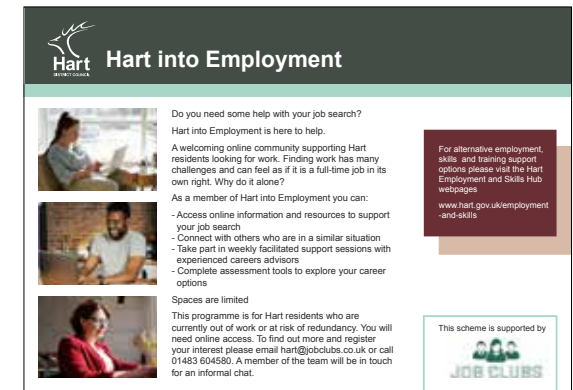 Hart
DISTRICT COUNCIL
Hart into Employment
Do you need some help with your job search?
Hart into Employment is here to help.
A welcoming online community supporting Hart
residents looking for work. Finding work has many
challenges and can feel as if it is a full-time job in its
own right. Why do it alone?
As a member of Hart into Employment you can:
- Access online information and resources to support
your job search
- Connect with others who are in a similar situation
- Take part in weekly facilitated support sessions with
experienced careers advisors
- Complete assessment tools to explore your career
options
Spaces are limited
This programme is for Hart residents who are
currently out of work or at risk of redundancy. You will
need online access. To find out more and register
your interest please email hart@jobclubs.co.uk or call
01483 604580. A member of the team will be in touch
for an informal chat.
For alternative employment,
skills and training support
options please visit the Hart
Employment and Skills Hub
webpages
www.hart.gov.uk/employment
-and-skills
This scheme is supported by
JOB CLUBS